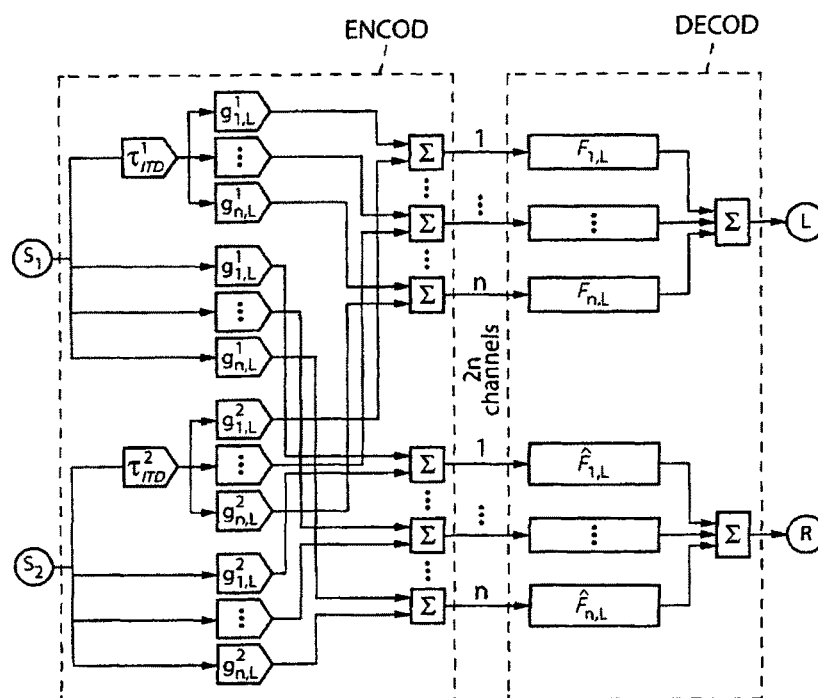 ENCOD
DECOD
S₁
τ¹ITD
g¹1,L
⋮
g¹n,L
g¹1,L
⋮
g¹n,L
S₂
τ²ITD
g²1,L
⋮
g²n,L
g²1,L
⋮
g²n,L
Σ
⋮
Σ
⋮
Σ
Σ
⋮
Σ
⋮
Σ
1
...
n
2n
channels
1
...
n
F1,L
⋮
Fn,L
F̂1,L
⋮
F̂n,L
Σ
L
Σ
R